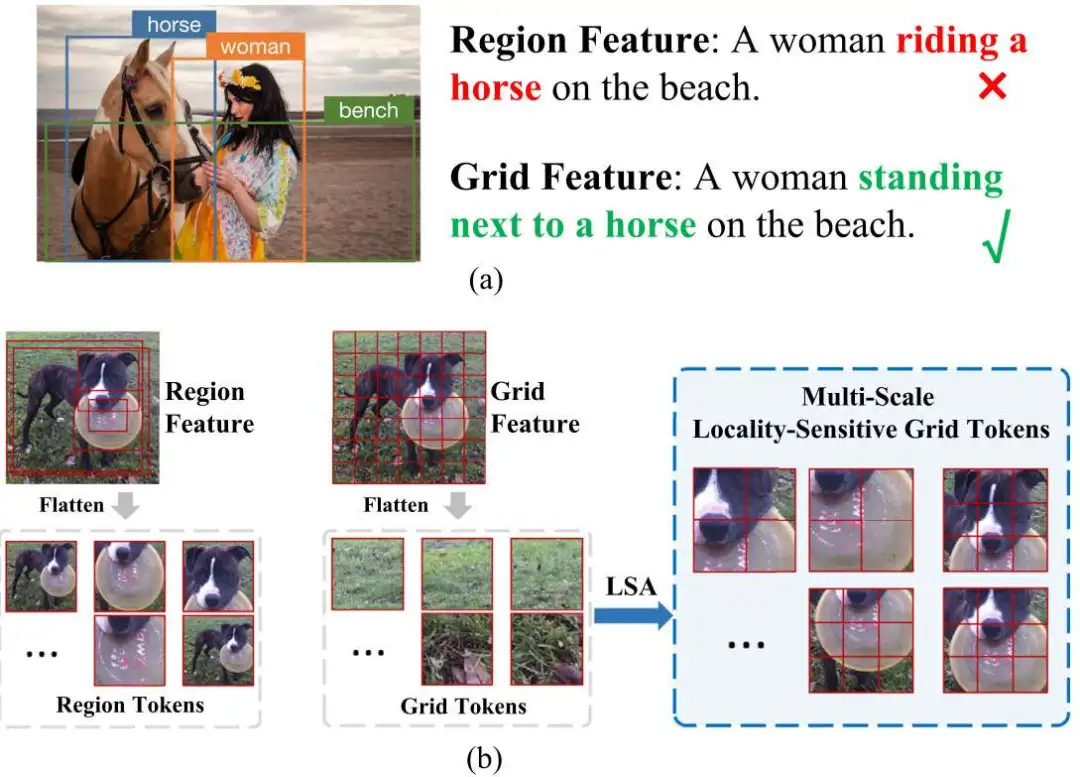 horse
woman
bench
Region Feature: A woman riding a
horse on the beach.
×
Grid Feature: A woman standing
next to a horse on the beach.
√
(a)
Region
Feature
Flatten
...
Region Tokens
Grid
Feature
Flatten
...
Grid Tokens
LSA
Multi-Scale
Locality-Sensitive Grid Tokens
...
(b)